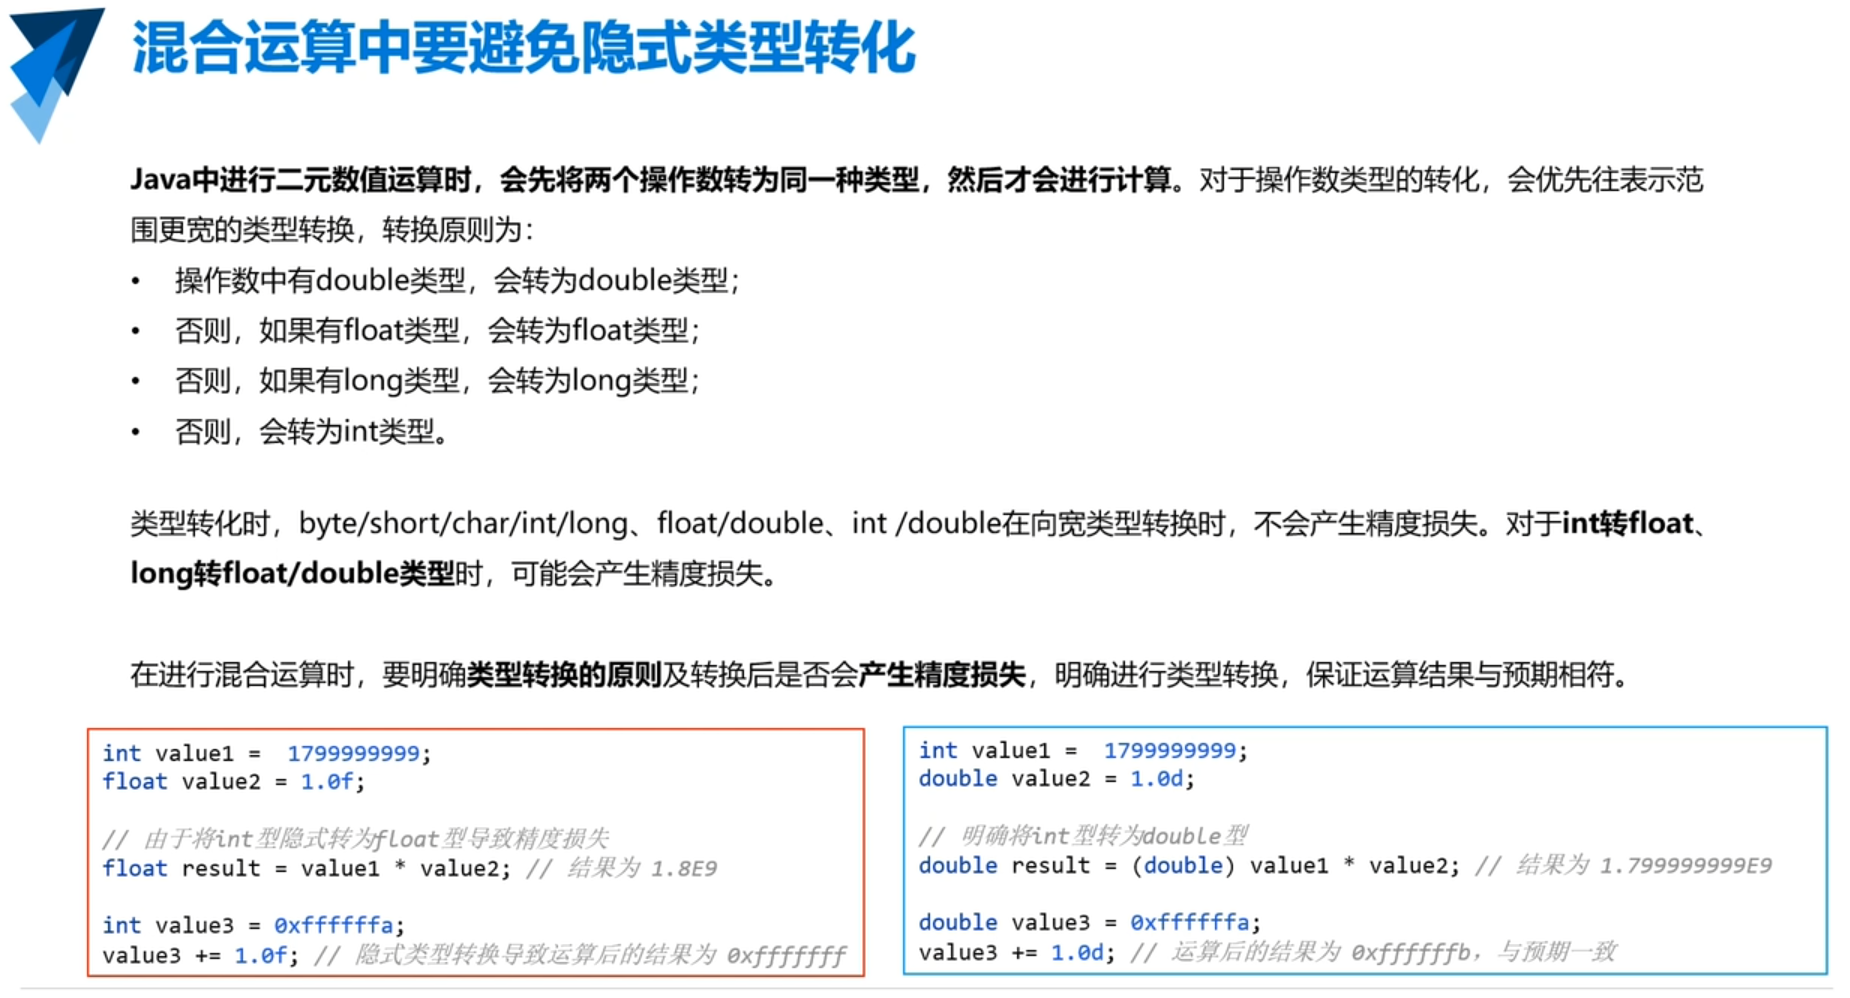 混合运算中要避免隐式类型转化
Java中进行二元数值运算时，会先将两个操作数转为同一种类型，然后才会进行计算。对于操作数类型的转化，会优先往表示范
围更宽的类型转换，转换原则为：
• 操作数中有double类型，会转为double类型；
• 否则，如果有float类型，会转为float类型；
• 否则，如果有long类型，会转为long类型；
• 否则，会转为int类型。
类型转化时，byte/short/char/int/long、float/double、int /double在向宽类型转换时，不会产生精度损失。对于int转float、
long转float/double类型时，可能会产生精度损失。
在进行混合运算时，要明确类型转换的原则及转换后是否会产生精度损失，明确进行类型转换，保证运算结果与预期相符。
int value1 =  1799999999;
float value2 = 1.0f;
// 由于将int型隐式转为float型导致精度损失
float result = value1 * value2; // 结果为 1.8E9
int value3 = 0xffffffa;
value3 += 1.0f; // 隐式类型转换导致运算后的结果为 0xfffffff
int value1 =  1799999999;
double value2 = 1.0d;
// 明确将int型转为double型
double result = (double) value1 * value2; // 结果为 1.799999999E9
double value3 = 0xffffffa;
value3 += 1.0d; // 运算后的结果为 0xffffffb，与预期一致